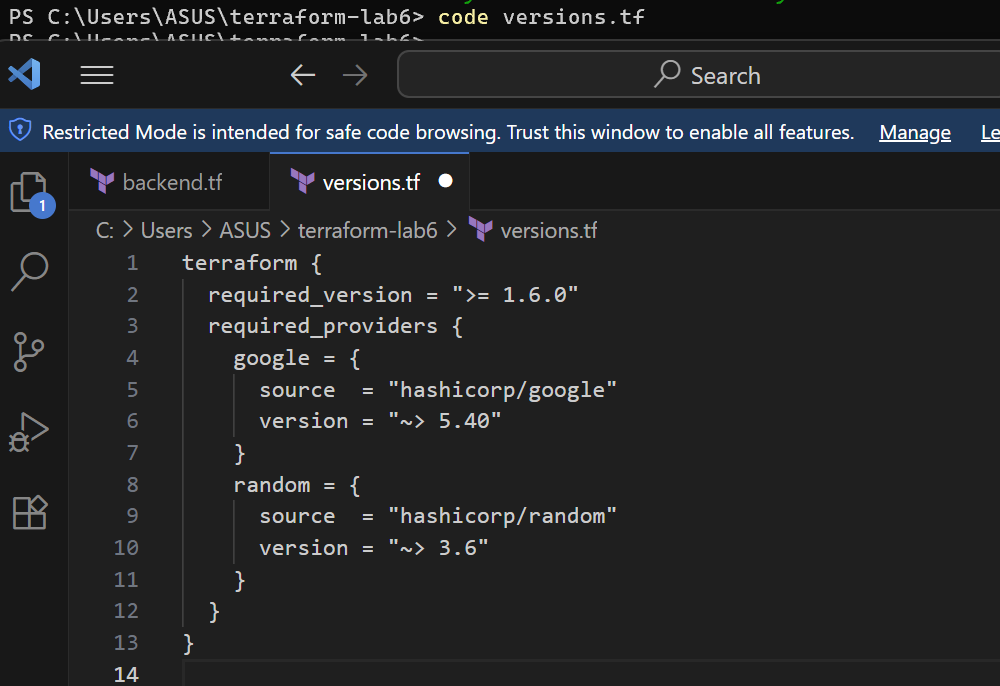 PS C:\Users\ASUS\terraform-lab6> code versions.tf
PS C:\Users\ASUS\terraform-lab6>
Search
Restricted Mode is intended for safe code browsing. Trust this window to enable all features. Manage Le
backend.tf versions.tf
1
C: > Users > ASUS > terraform-lab6 > versions.tf
1 terraform {
2 required_version = ">= 1.6.0"
3 required_providers {
4 google = {
5 source = "hashicorp/google"
6 version = "~> 5.40"
7 }
8 random = {
9 source = "hashicorp/random"
10 version = "~> 3.6"
11 }
12 }
13 }
14